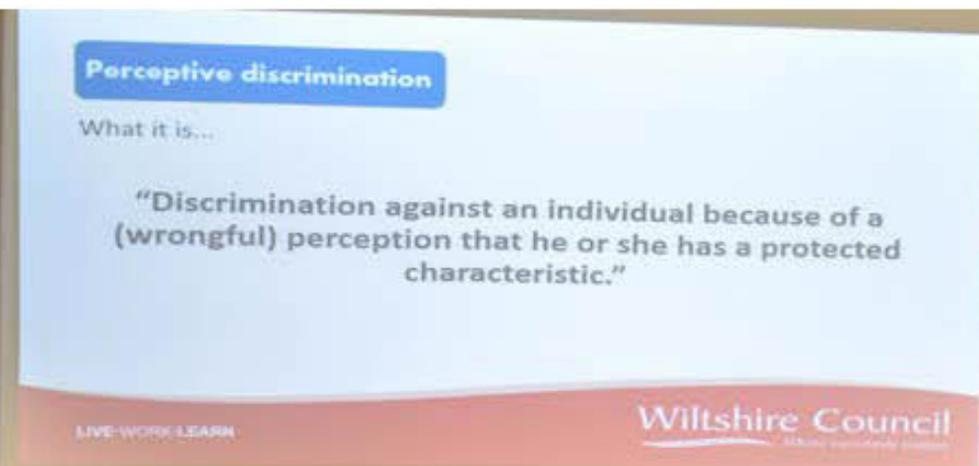 Perceptive discrimination
What it is...
“Discrimination against an individual because of a
(wrongful) perception that he or she has a protected
characteristic.”
LIVE-WORK-LEARN
Wiltshire Council